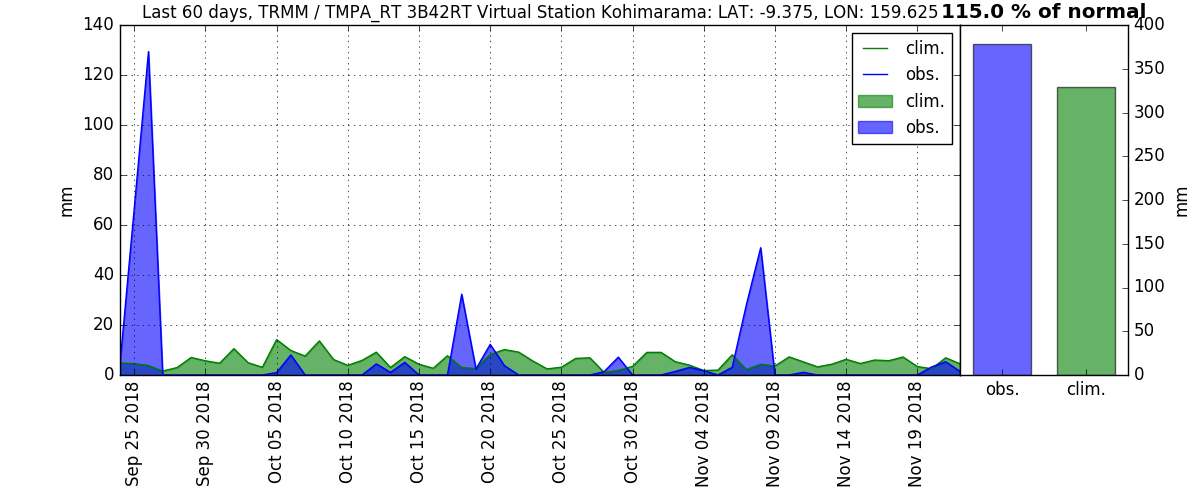 Last 60 days, TRMM / TMPA_RT 3B42RT Virtual Station Kohimarama: LAT: -9.375, LON: 159.625 115.0 % of normal
140
120
100
80
60
40
20
0
mm
clim.
obs.
clim.
obs.
400
350
300
250
200
150
100
50
0
mm
Sep 25 2018
Sep 30 2018
Oct 05 2018
Oct 10 2018
Oct 15 2018
Oct 20 2018
Oct 25 2018
Oct 30 2018
Nov 04 2018
Nov 09 2018
Nov 14 2018
Nov 19 2018
obs.
clim.